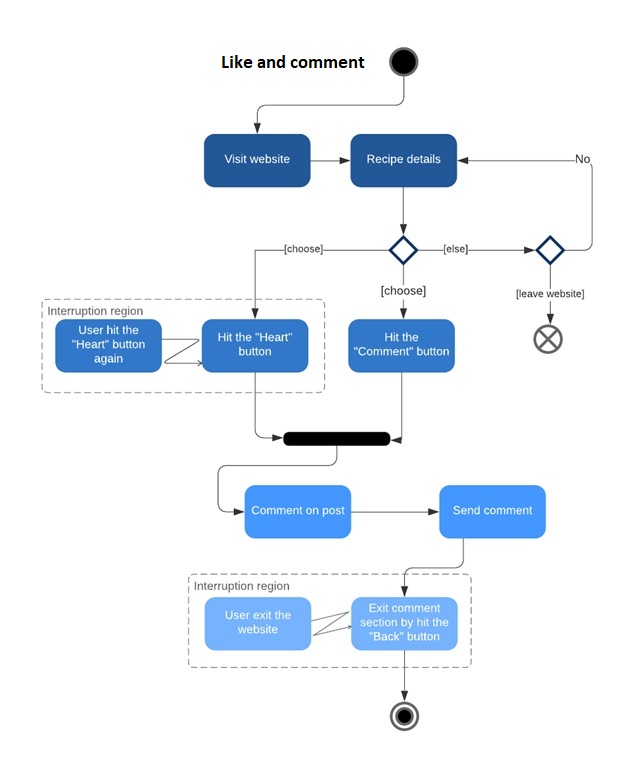 Like and comment
Visit website
Recipe details
No
[choose]
[else]
[choose]
[leave website]
Interruption region
User hit the
"Heart" button
again
Hit the "Heart"
button
Hit the
"Comment" button
Comment on post
Send comment
Interruption region
User exit the
website
Exit comment
section by hit the
"Back" button